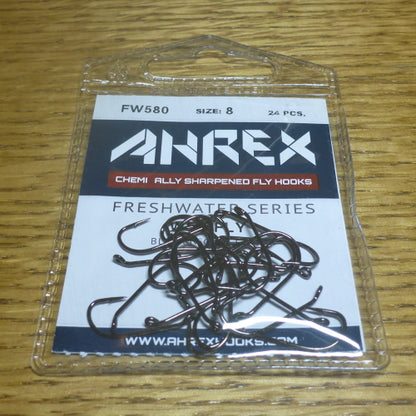 FW580 SIZE: 8 24 PCS.
AHREX
CHEMI ALLY SHARPENED FLY HOOKS
FRESHWATER SERIES
WWW.AHREXHOOKS.COM